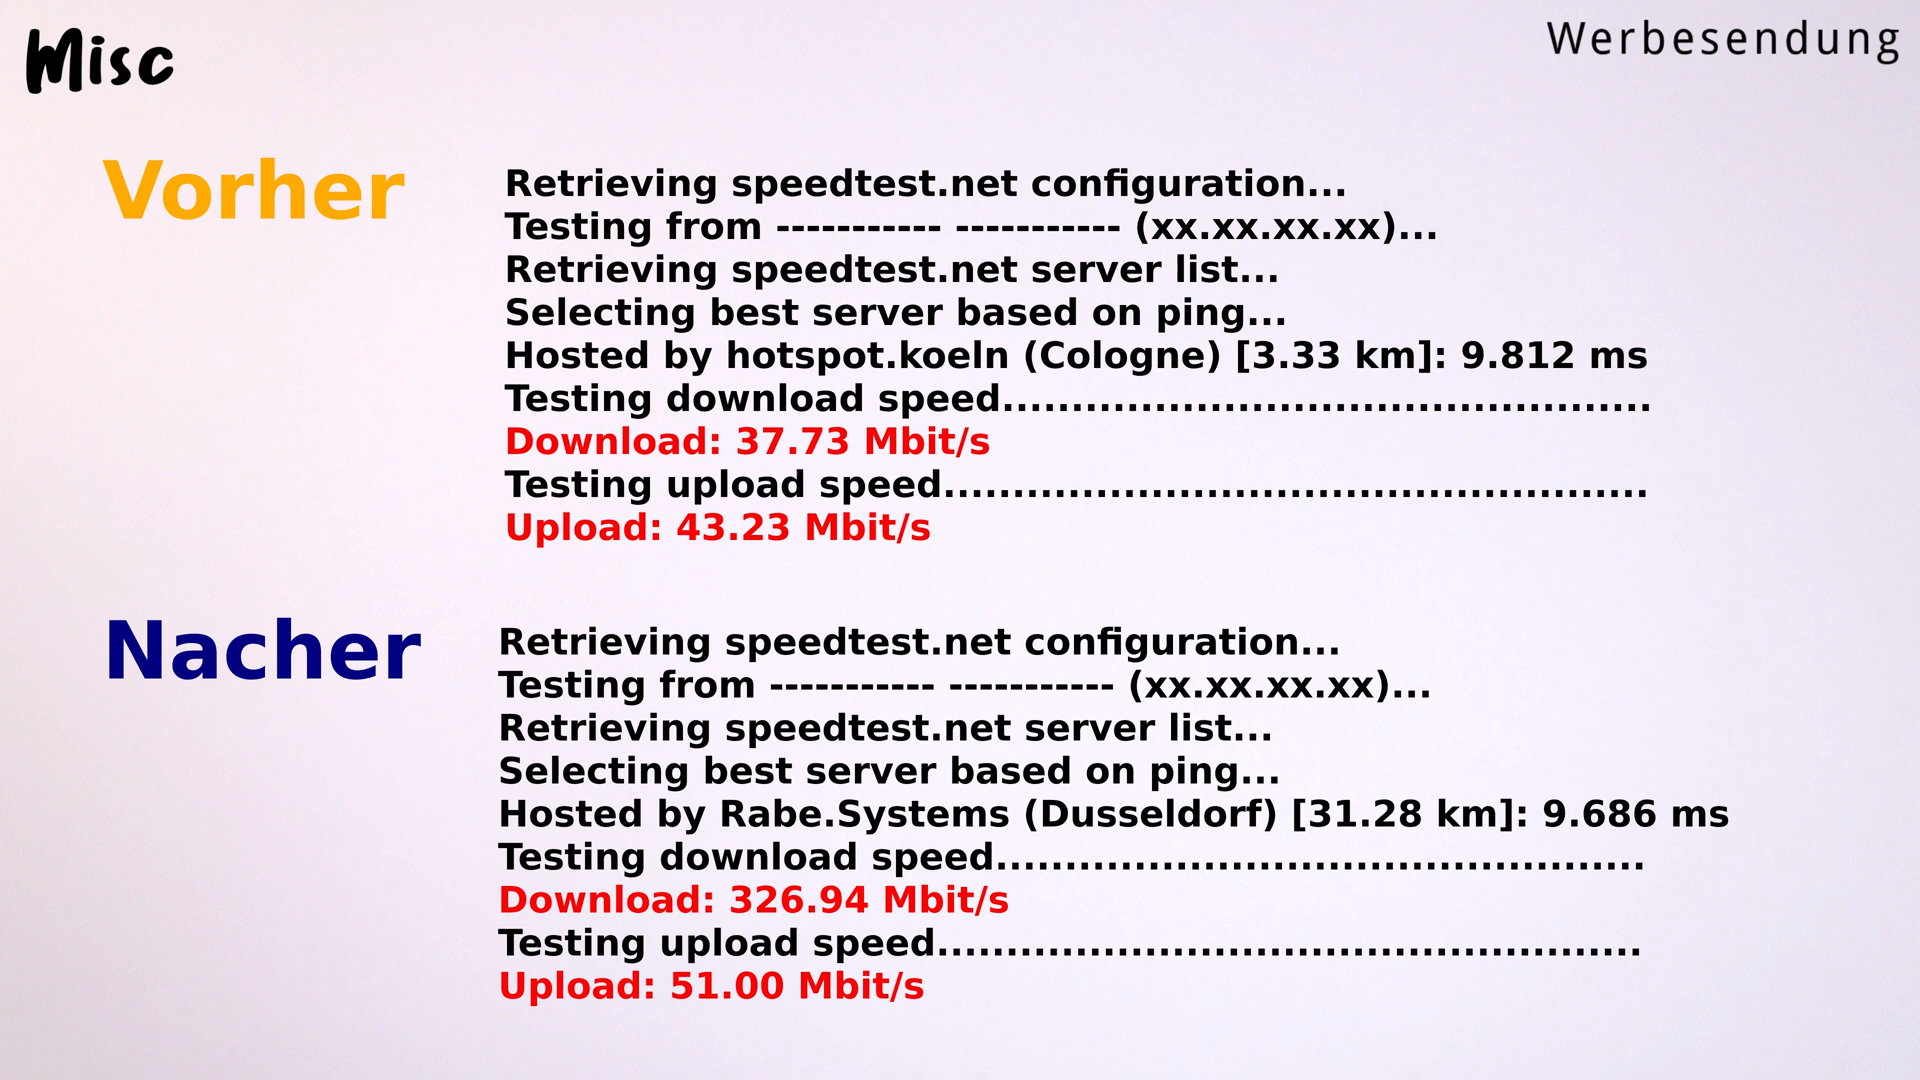 Misc
Werbesendung
Vorher
Retrieving speedtest.net configuration...
Testing from ----------- ----------- (xx.xx.xx.xx)...
Retrieving speedtest.net server list...
Selecting best server based on ping...
Hosted by hotspot.koeln (Cologne) [3.33 km]: 9.812 ms
Testing download speed...............................................
Download: 37.73 Mbit/s
Testing upload speed...................................................
Upload: 43.23 Mbit/s
Nacher
Retrieving speedtest.net configuration...
Testing from ----------- ----------- (xx.xx.xx.xx)...
Retrieving speedtest.net server list...
Selecting best server based on ping...
Hosted by Rabe.Systems (Dusseldorf) [31.28 km]: 9.686 ms
Testing download speed...............................................
Download: 326.94 Mbit/s
Testing upload speed...................................................
Upload: 51.00 Mbit/s